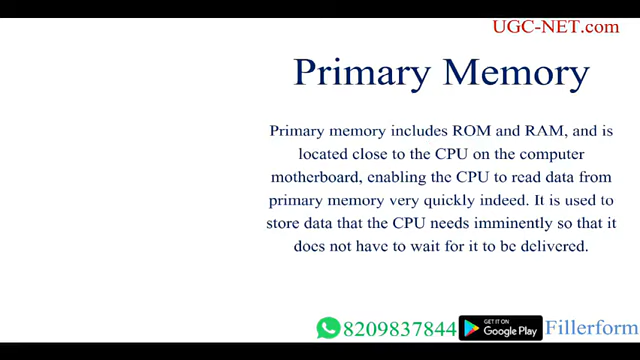 UGC-NET.com
Primary Memory
Primary memory includes ROM and RAM, and is
located close to the CPU on the computer
motherboard, enabling the CPU to read data from
primary memory very quickly indeed. It is used to
store data that the CPU needs imminently so that it
does not have to wait for it to be delivered.
8209837844 GET IT ON Google Play Fillerform